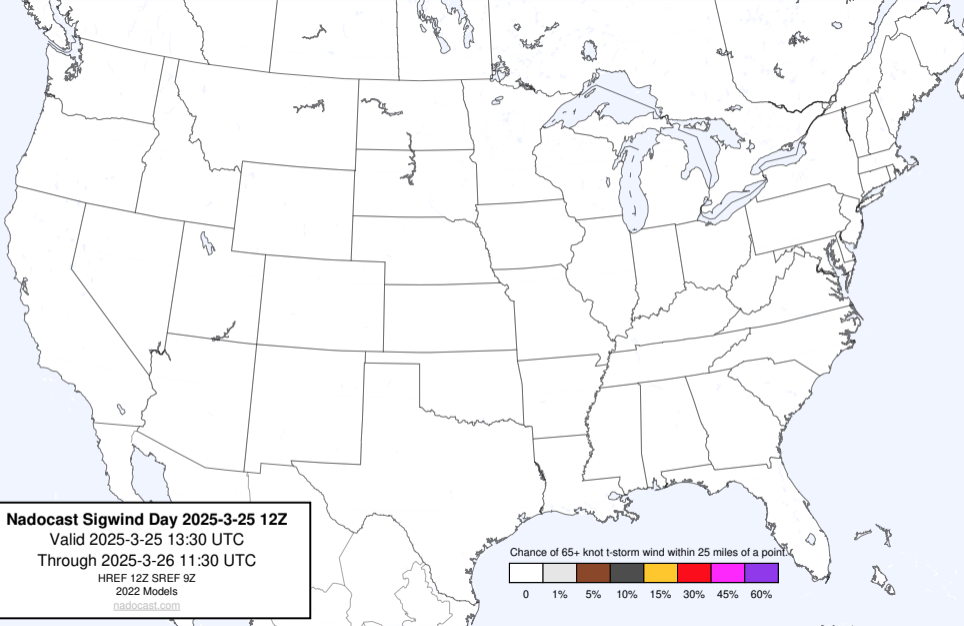 Nadocast Sigwind Day 2025-3-25 12Z
Valid 2025-3-25 13:30 UTC
Through 2025-3-26 11:30 UTC
HREF 12Z SREF 9Z
2022 Models
nadocast.com
Chance of 65+ knot t-storm wind within 25 miles of a point.
0 1% 5% 10% 15% 30% 45% 60%